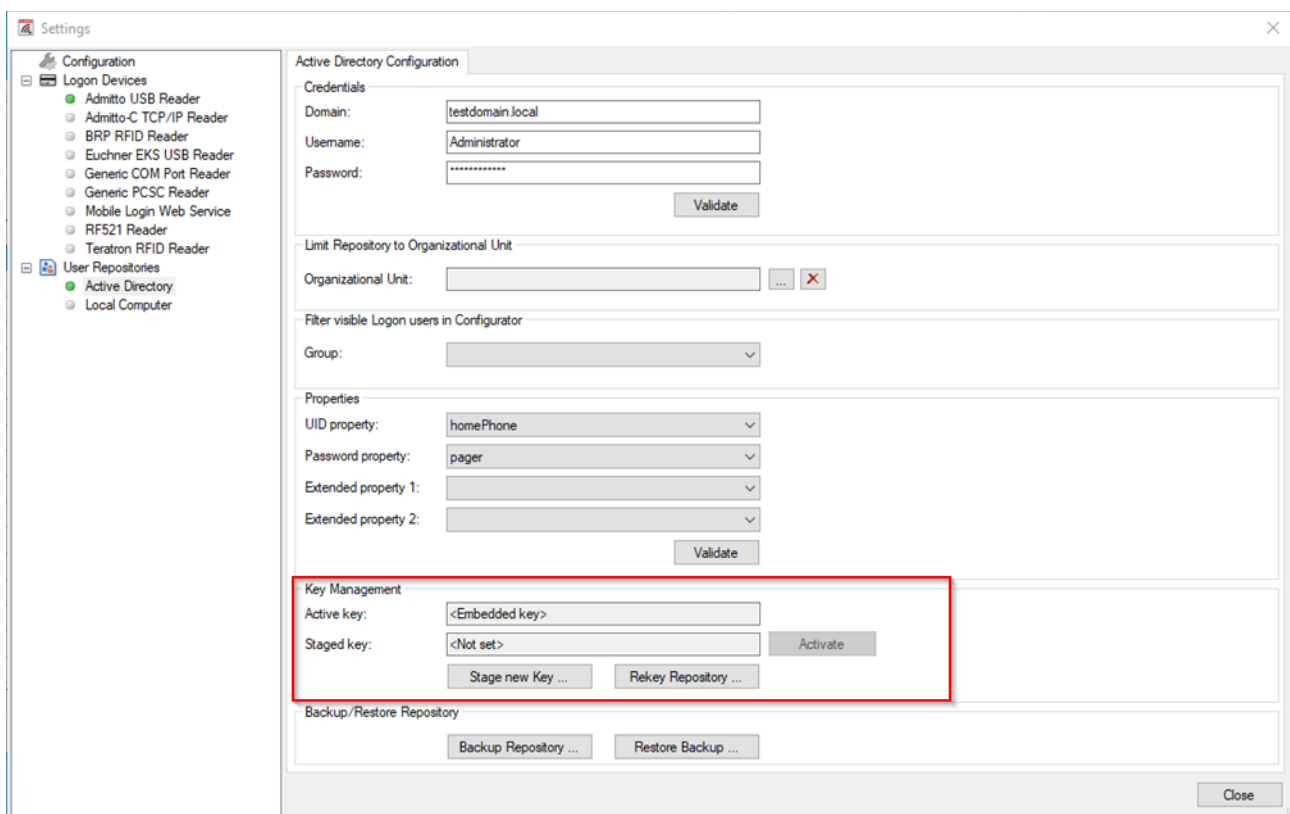 Settings
Configuration
Logon Devices
Admitto USB Reader
Admitto-C TCP/IP Reader
BRP RFID Reader
Euchner EKS USB Reader
Generic COM Port Reader
Generic PCSC Reader
Mobile Login Web Service
RF521 Reader
Teratron RFID Reader
User Repositories
Active Directory
Local Computer
Active Directory Configuration
Credentials
Domain: testdomain.local
Username: Administrator
Password: ************
Validate
Limit Repository to Organizational Unit
Organizational Unit: ...
Filter visible Logon users in Configurator
Group:
Properties
UID property: homePhone
Password property: pager
Extended property 1:
Extended property 2:
Validate
Key Management
Active key: <Embedded key>
Staged key: <Not set> Activate
Stage new Key ... Rekey Repository ...
Backup/Restore Repository
Backup Repository ... Restore Backup ...
Close